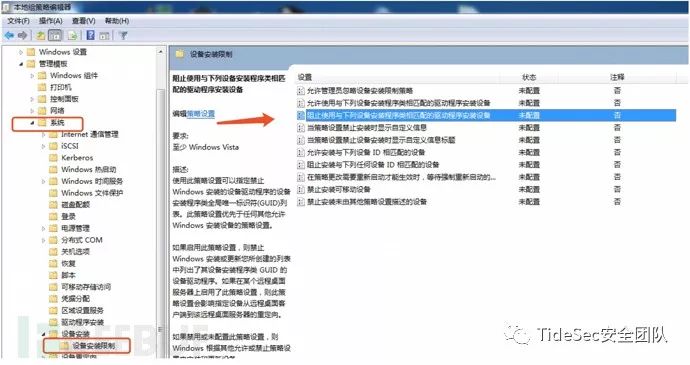 本地组策略编辑器
文件(F) 操作(A) 查看(V) 帮助(H)
Windows 设置
管理模板
Windows 组件
打印机
控制面板
网络
系统
Internet 通信管理
iSCSI
Kerberos
Windows 热启动
Windows 时间服务
Windows 文件保护
磁盘配额
登录
电源管理
分布式 COM
关机选项
恢复
脚本
可移动存储访问
凭据分配
区域设置服务
驱动程序安装
设备安装
设备安装限制
设备重定向
设备安装限制
阻止使用与下列设备安装程序类相匹
配的驱动程序安装设备
编辑策略设置
要求:
至少 Windows Vista
描述:
使用此策略设置可以指定禁止
Windows 安装的设备驱动程序的设备
安装程序类全局唯一标识符(GUID)列
表。此策略设置优先于任何其他允许
Windows 安装设备的策略设置。
如果启用此策略设置，则禁止
Windows 安装或更新您所创建的列表
中列出了其设备安装程序类 GUID 的
设备驱动程序。如果在某个远程桌面
服务器上启用了此策略设置，则此策
略设置会影响指定设备从远程桌面客
户端到该远程桌面服务器的重定向。
如果禁用或未配置此策略设置，则
Windows 根据其他允许或禁止策略设
设置 状态 注释
允许管理员忽略设备安装限制策略 未配置 否
允许使用与下列设备安装程序类相匹配的驱动程序安装设备 未配置 否
阻止使用与下列设备安装程序类相匹配的驱动程序安装设备 未配置 否
当策略设置禁止安装时显示自定义信息 未配置 否
当策略设置禁止设备安装时显示自定义信息标题 未配置 否
允许安装与下列设备 ID 相匹配的设备 未配置 否
阻止安装与下列任何设备 ID 相匹配的设备 未配置 否
在策略更改需要重新启动才能生效时，等待强制重新启动的... 未配置 否
禁止安装可移动设备 未配置 否
禁止安装未由其他策略设置描述的设备 未配置 否
TideSec安全团队